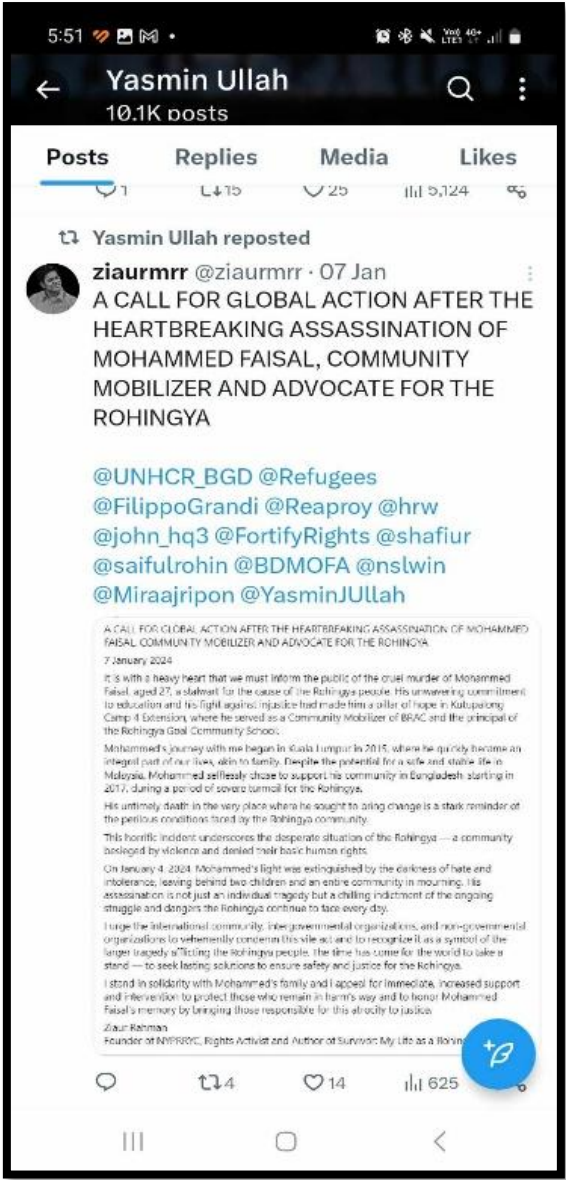 5:51
Yasmin Ullah
10.1K posts
Posts Replies Media Likes
1 15 25 5,124
Yasmin Ullah reposted
ziaurmrr @ziaurmrr · 07 Jan
A CALL FOR GLOBAL ACTION AFTER THE
HEARTBREAKING ASSASSINATION OF
MOHAMMED FAISAL, COMMUNITY
MOBILIZER AND ADVOCATE FOR THE
ROHINGYA
@UNHCR_BGD @Refugees
@FilippoGrandi @Reaproy @hrw
@john_hq3 @FortifyRights @shafiur
@saifulrohin @BDMOFA @nslwin
@Miraajripon @YasminJUllah
A CALL FOR GLOBAL ACTION AFTER THE HEARTBREAKING ASSASSINATION OF MOHAMMED
FAISAL, COMMUNITY MOBILIZER AND ADVOCATE FOR THE ROHINGYA
7 January 2024
It is with a heavy heart that we must inform the public of the cruel murder of Mohammed
Faisal, aged 27, a stalwart for the cause of the Rohingya people. His unwavering commitment
to education and his fight against injustice had made him a pillar of hope in Kutupalong
Camp 4 Extension, where he served as a Community Mobilizer of BRAC and the principal of
the Rohingya Goal Community School.
Mohammed's journey with me began in Kuala Lumpur in 2015, where he quickly became an
integral part of our lives, akin to family. Despite the potential for a safe and stable life in
Malaysia, Mohammed selflessly chose to support his community in Bangladesh starting in
2017, during a period of severe turmoil for the Rohingya.
His untimely death in the very place where he sought to bring change is a stark reminder of
the perilous conditions faced by the Rohingya community.
This horrific incident underscores the desperate situation of the Rohingya — a community
besieged by violence and denied their basic human rights.
On January 4, 2024, Mohammed's light was extinguished by the darkness of hate and
intolerance, leaving behind two children and an entire community in mourning. His
assassination is not just an individual tragedy but a chilling indictment of the ongoing
struggle and dangers the Rohingya continue to face every day.
I urge the international community, intergovernmental organizations, and non-governmental
organizations to vehemently condemn this vile act and to recognize it as a symbol of the
larger tragedy afflicting the Rohingya people. The time has come for the world to take a
stand — to seek lasting solutions to ensure safety and justice for the Rohingya.
I stand in solidarity with Mohammed's family and I appeal for immediate, increased support
and intervention to protect those who remain in harm's way and to honor Mohammed
Faisal's memory by bringing those responsible for this atrocity to justice.
Ziaur Rahman
Founder of NYPRRYC, Rights Activist and Author of Survivor: My Life as a
4 14 625